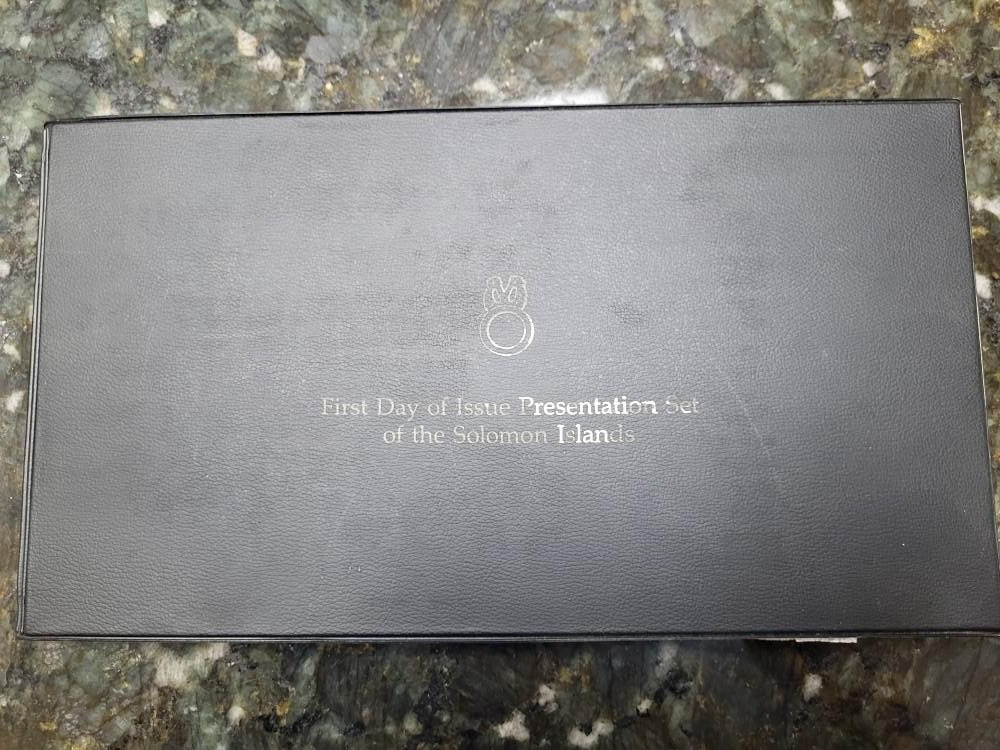 First Day of Issue Presentation Set
of the Solomon Islands